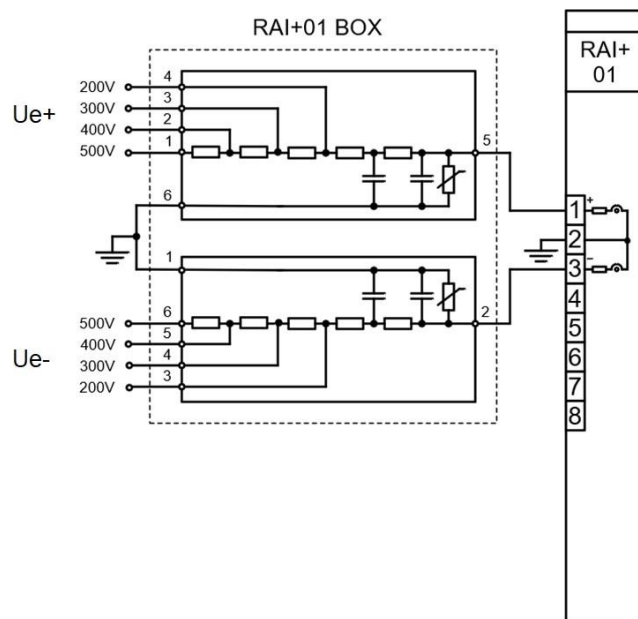 RAI+01 BOX
RAI+
01
Ue+
200V 4
300V 3
400V 2
500V 1
5
6
1
500V 6
400V 5
300V 4
200V 3
2
Ue-
1 +
2
3 -
4
5
6
7
8